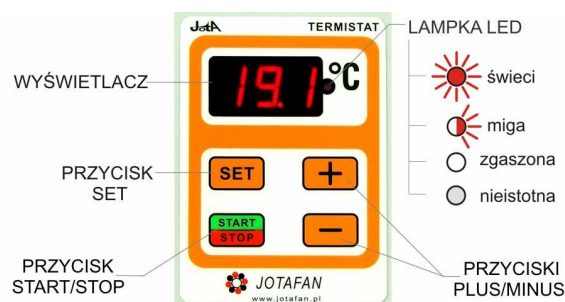 JotA
TERMISTAT
LAMPKA LED
WYŚWIETLACZ
19.1
°C
świeci
miga
zgaszona
nieistotna
PRZYCISK
SET
SET
+
START
STOP
−
PRZYCISK
START/STOP
JOTAFAN
www.jotafan.pl
PRZYCISKI
PLUS/MINUS